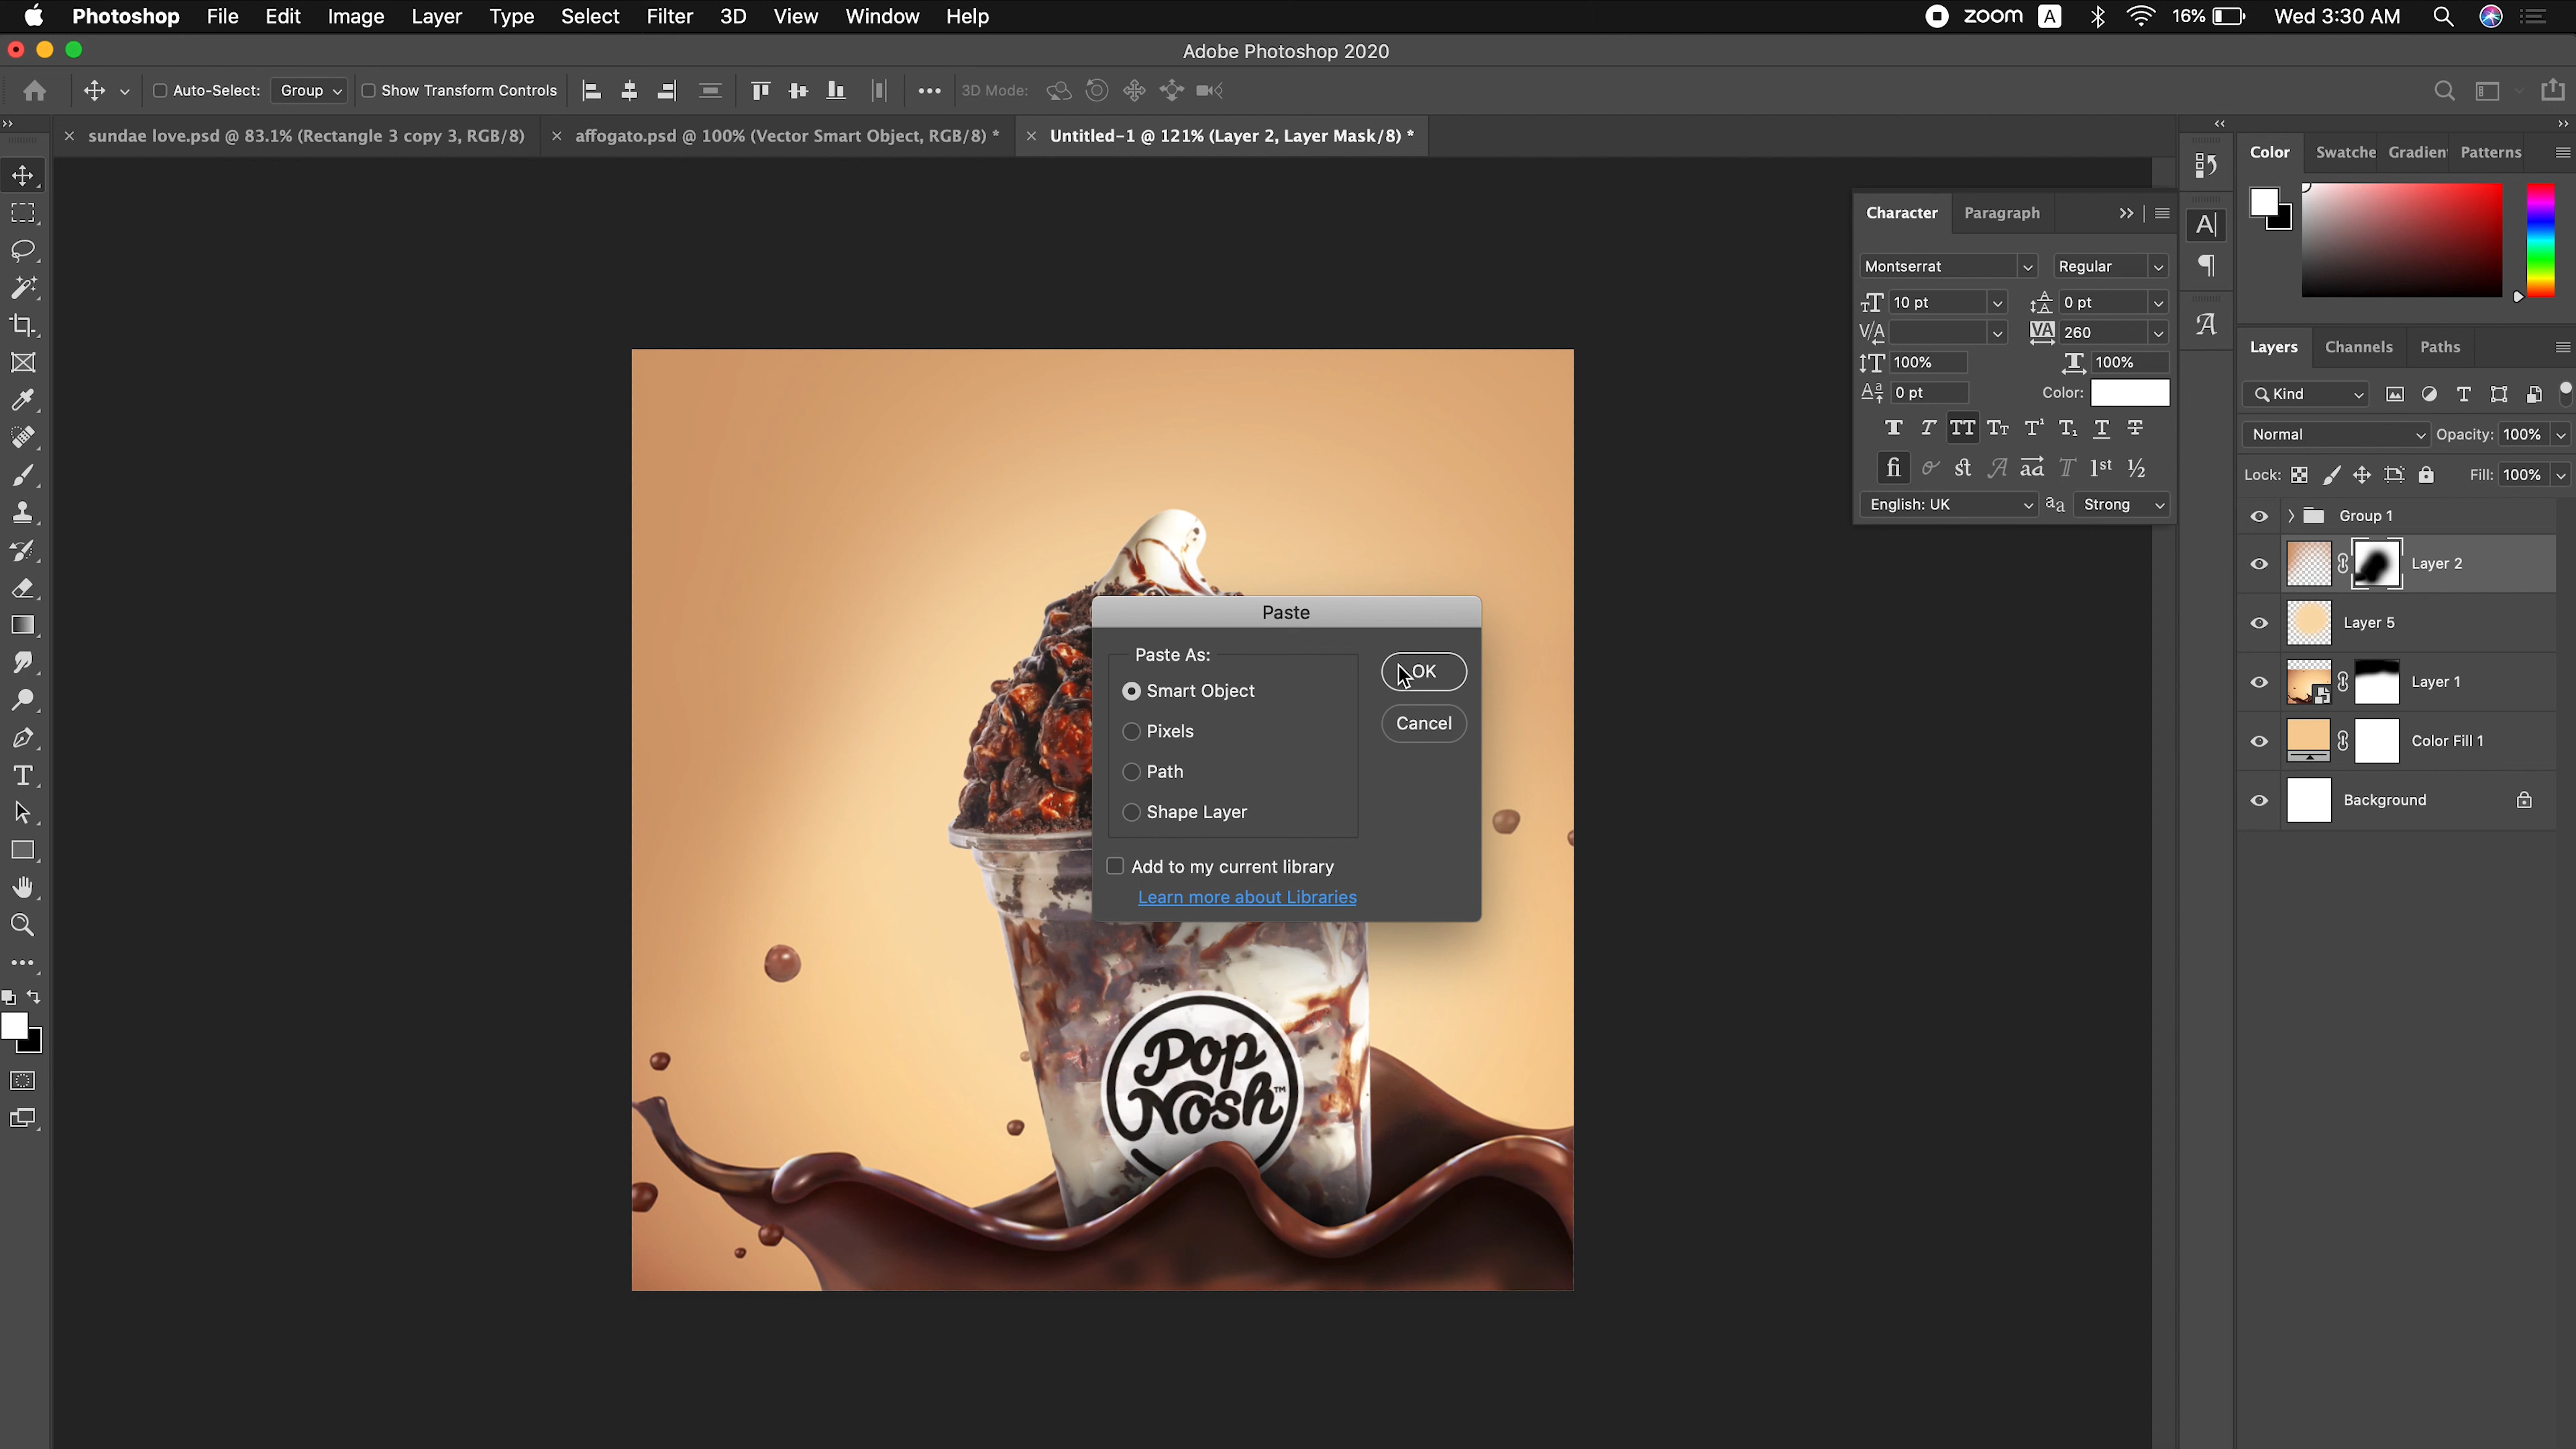 Photoshop File Edit Image Layer Type Select Filter 3D View Window Help zoom A 16% Wed 3:30 AM
Adobe Photoshop 2020
Auto-Select: Group Show Transform Controls 3D Mode:
sundae love.psd @ 83.1% (Rectangle 3 copy 3, RGB/8) affogato.psd @ 100% (Vector Smart Object, RGB/8) * Untitled-1 @ 121% (Layer 2, Layer Mask/8) *
Color Swatche Gradien Patterns
Character Paragraph
Montserrat Regular
10 pt 0 pt
260
100% 100%
0 pt Color:
English: UK Strong
Layers Channels Paths
Kind
Normal Opacity: 100%
Lock: Fill: 100%
Group 1
Layer 2
Layer 5
Layer 1
Color Fill 1
Background
Paste
Paste As:
Smart Object
Pixels
Path
Shape Layer
OK
Cancel
Add to my current library
Learn more about Libraries
Pop
Nosh™